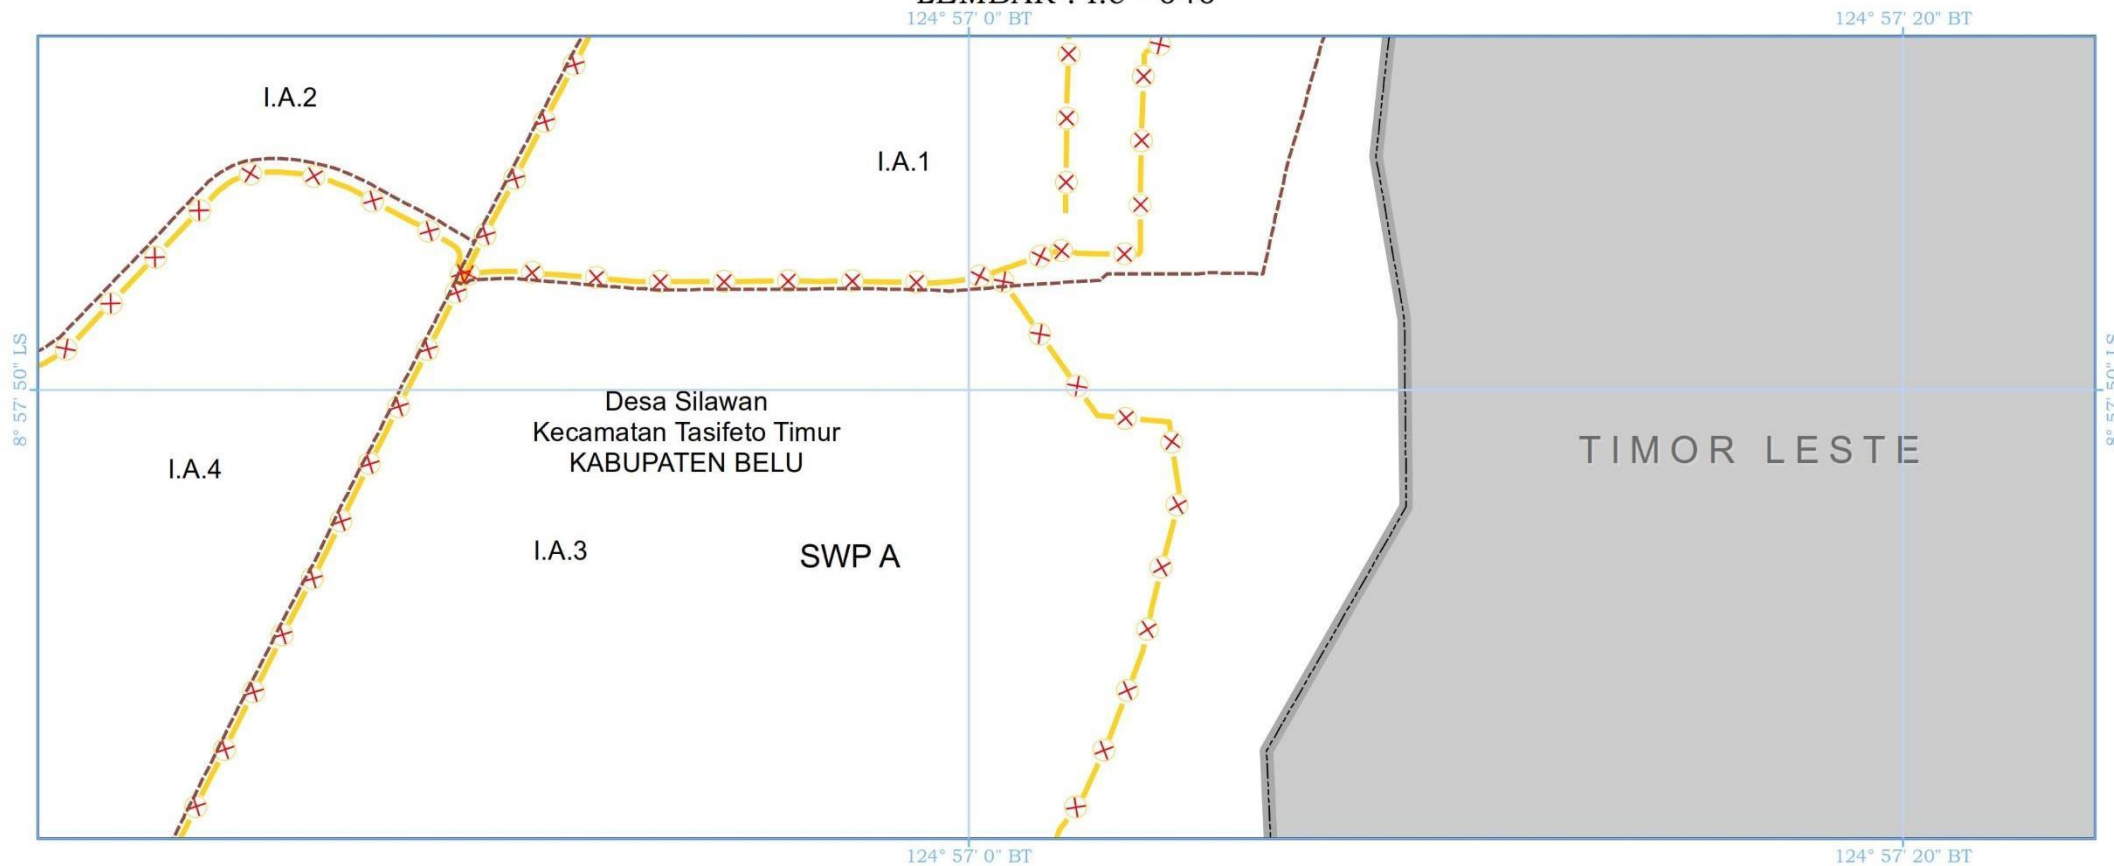 124° 57' 0" BT
124° 57' 20" BT
I.A.2
I.A.1
8° 57' 50" LS
Desa Silawan
Kecamatan Tasifeto Timur
KABUPATEN BELU
TIMOR LESTE
I.A.4
I.A.3
SWP A
124° 57' 0" BT
124° 57' 20" BT